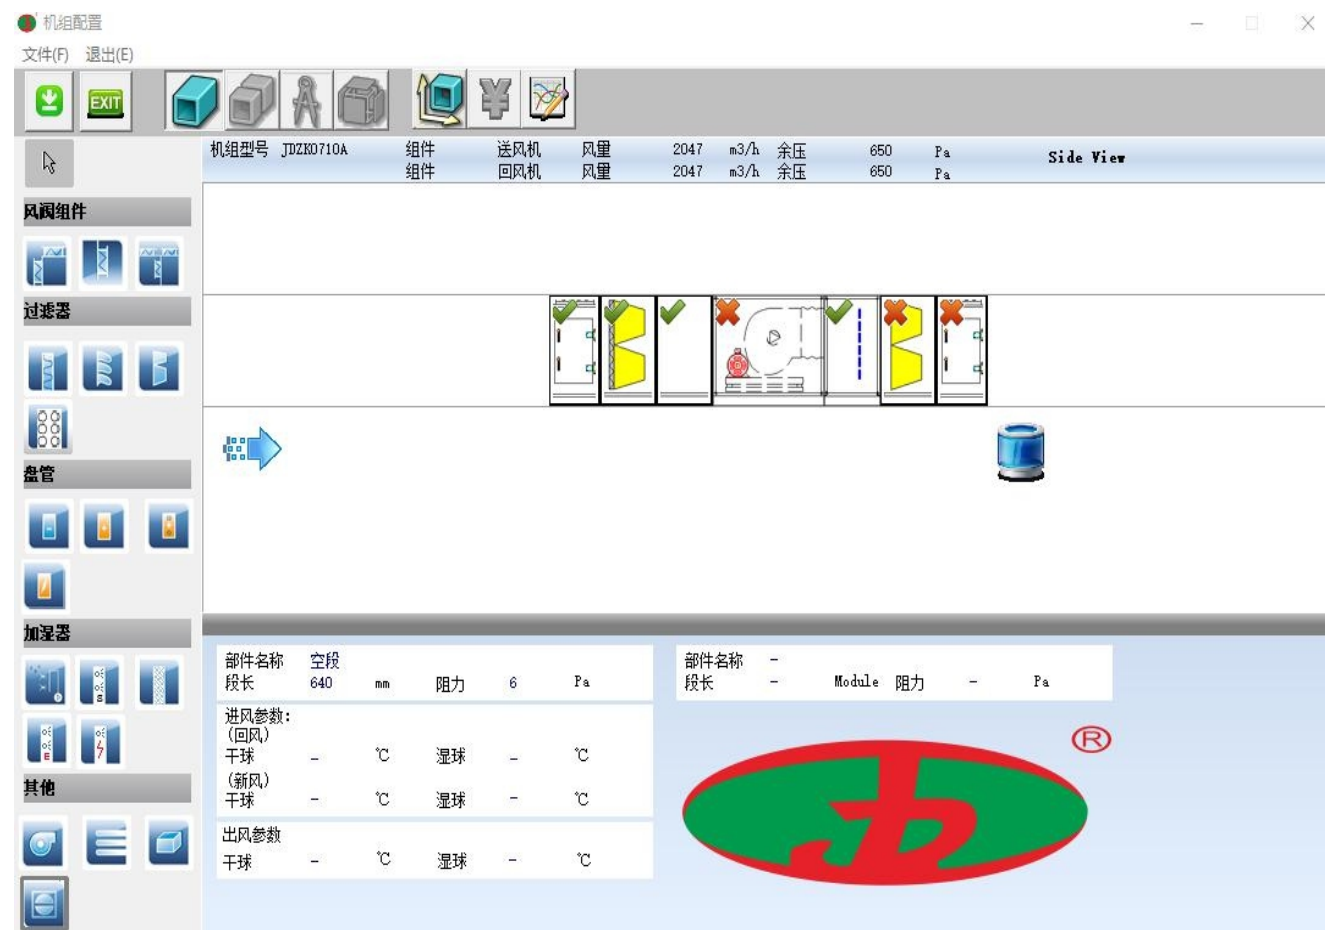 机组配置
文件(F) 退出(E)
EXIT
机组型号 JDZK0710A 组件 送风机 风量 2047 m3/h 余压 650 Pa Side View
组件 回风机 风量 2047 m3/h 余压 650 Pa
风阀组件
过滤器
盘管
加湿器
其他
部件名称 空段
段长 640 mm 阻力 6 Pa
进风参数:
(回风)
干球 - ℃ 湿球 - ℃
(新风)
干球 - ℃ 湿球 - ℃
出风参数
干球 - ℃ 湿球 - ℃
部件名称 -
段长 - Module 阻力 - Pa
®